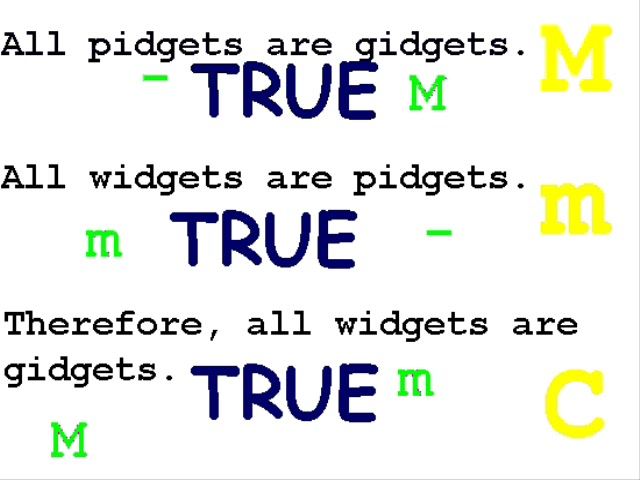 All pidgets are gidgets. M
- TRUE M
All widgets are pidgets. m
m TRUE -
Therefore, all widgets are
gidgets. TRUE m C
M